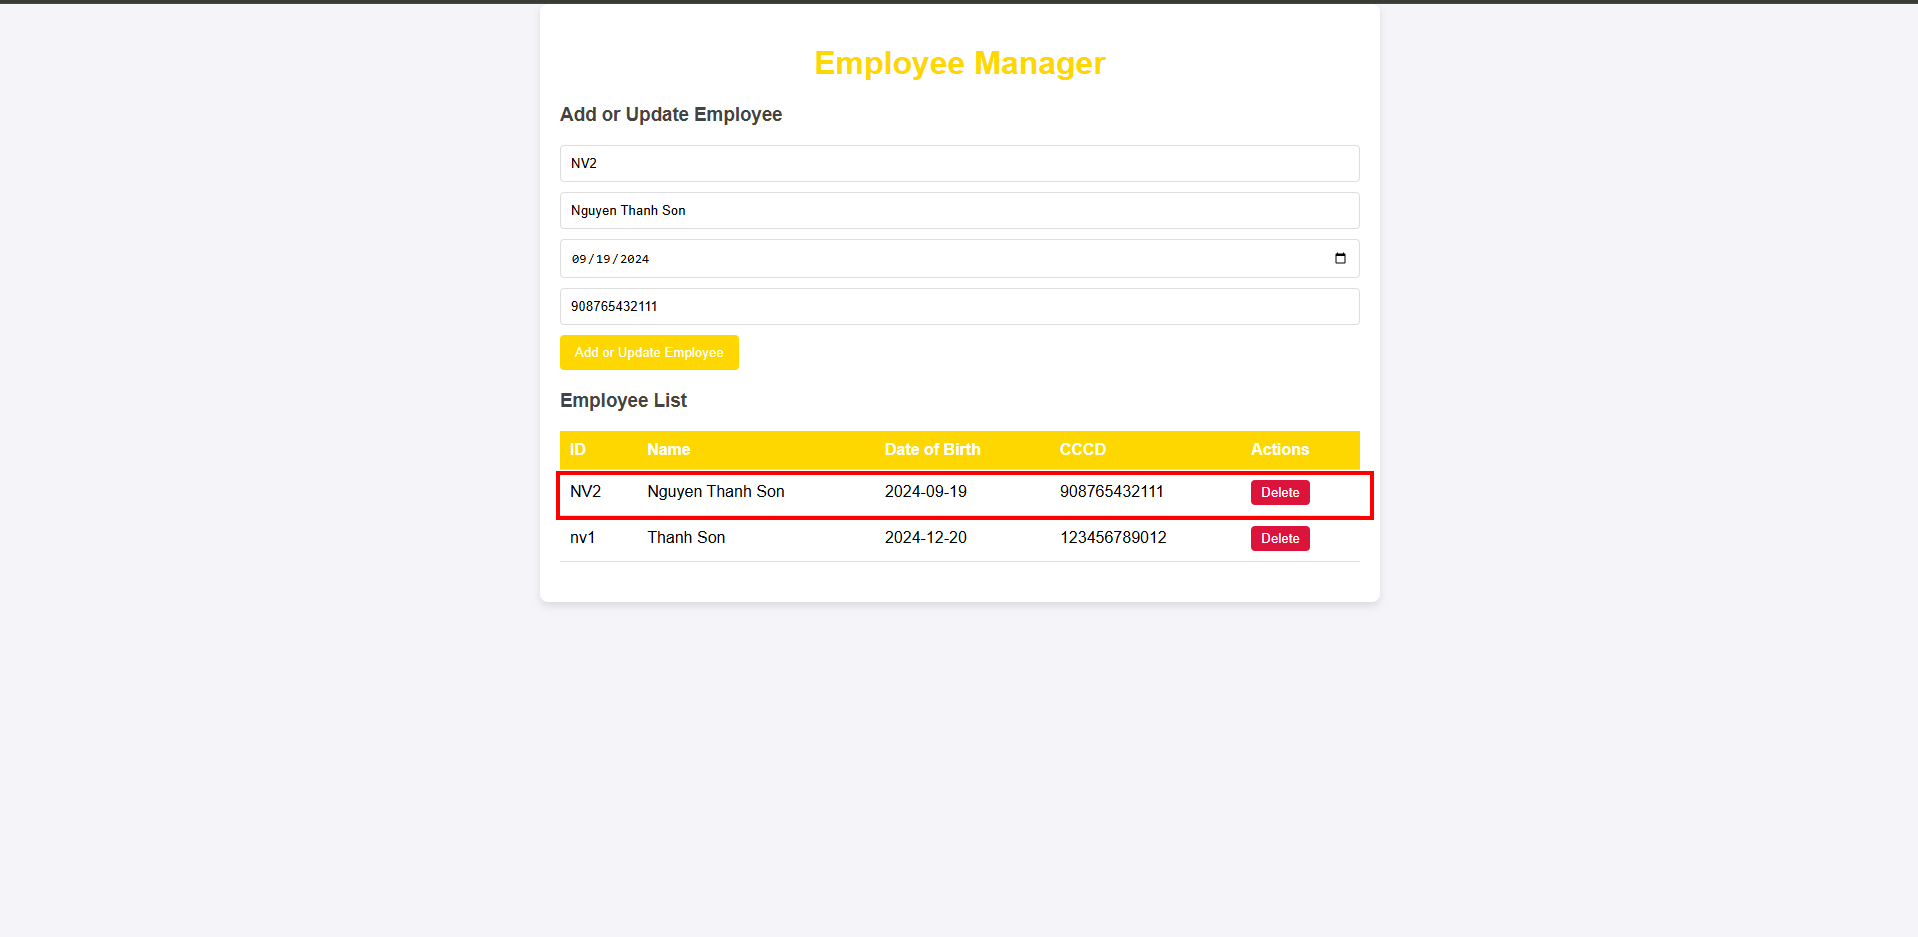 Employee Manager
Add or Update Employee
NV2
Nguyen Thanh Son
09/19/2024
908765432111
Add or Update Employee
Employee List
ID Name Date of Birth CCCD Actions
NV2 Nguyen Thanh Son 2024-09-19 908765432111 Delete
nv1 Thanh Son 2024-12-20 123456789012 Delete